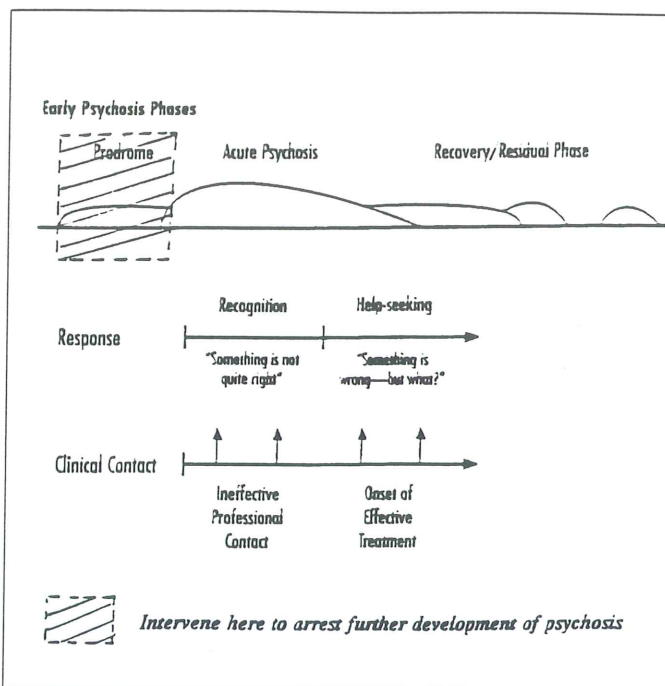 Early Psychosis Phases
Prodrome
Acute Psychosis
Recovery/Residual Phase
Response
Recognition
Help-seeking
"Something is not
quite right"
"Something is
wrong—but what?"
Clinical Contact
Ineffective
Professional
Contact
Onset of
Effective
Treatment
Intervene here to arrest further development of psychosis